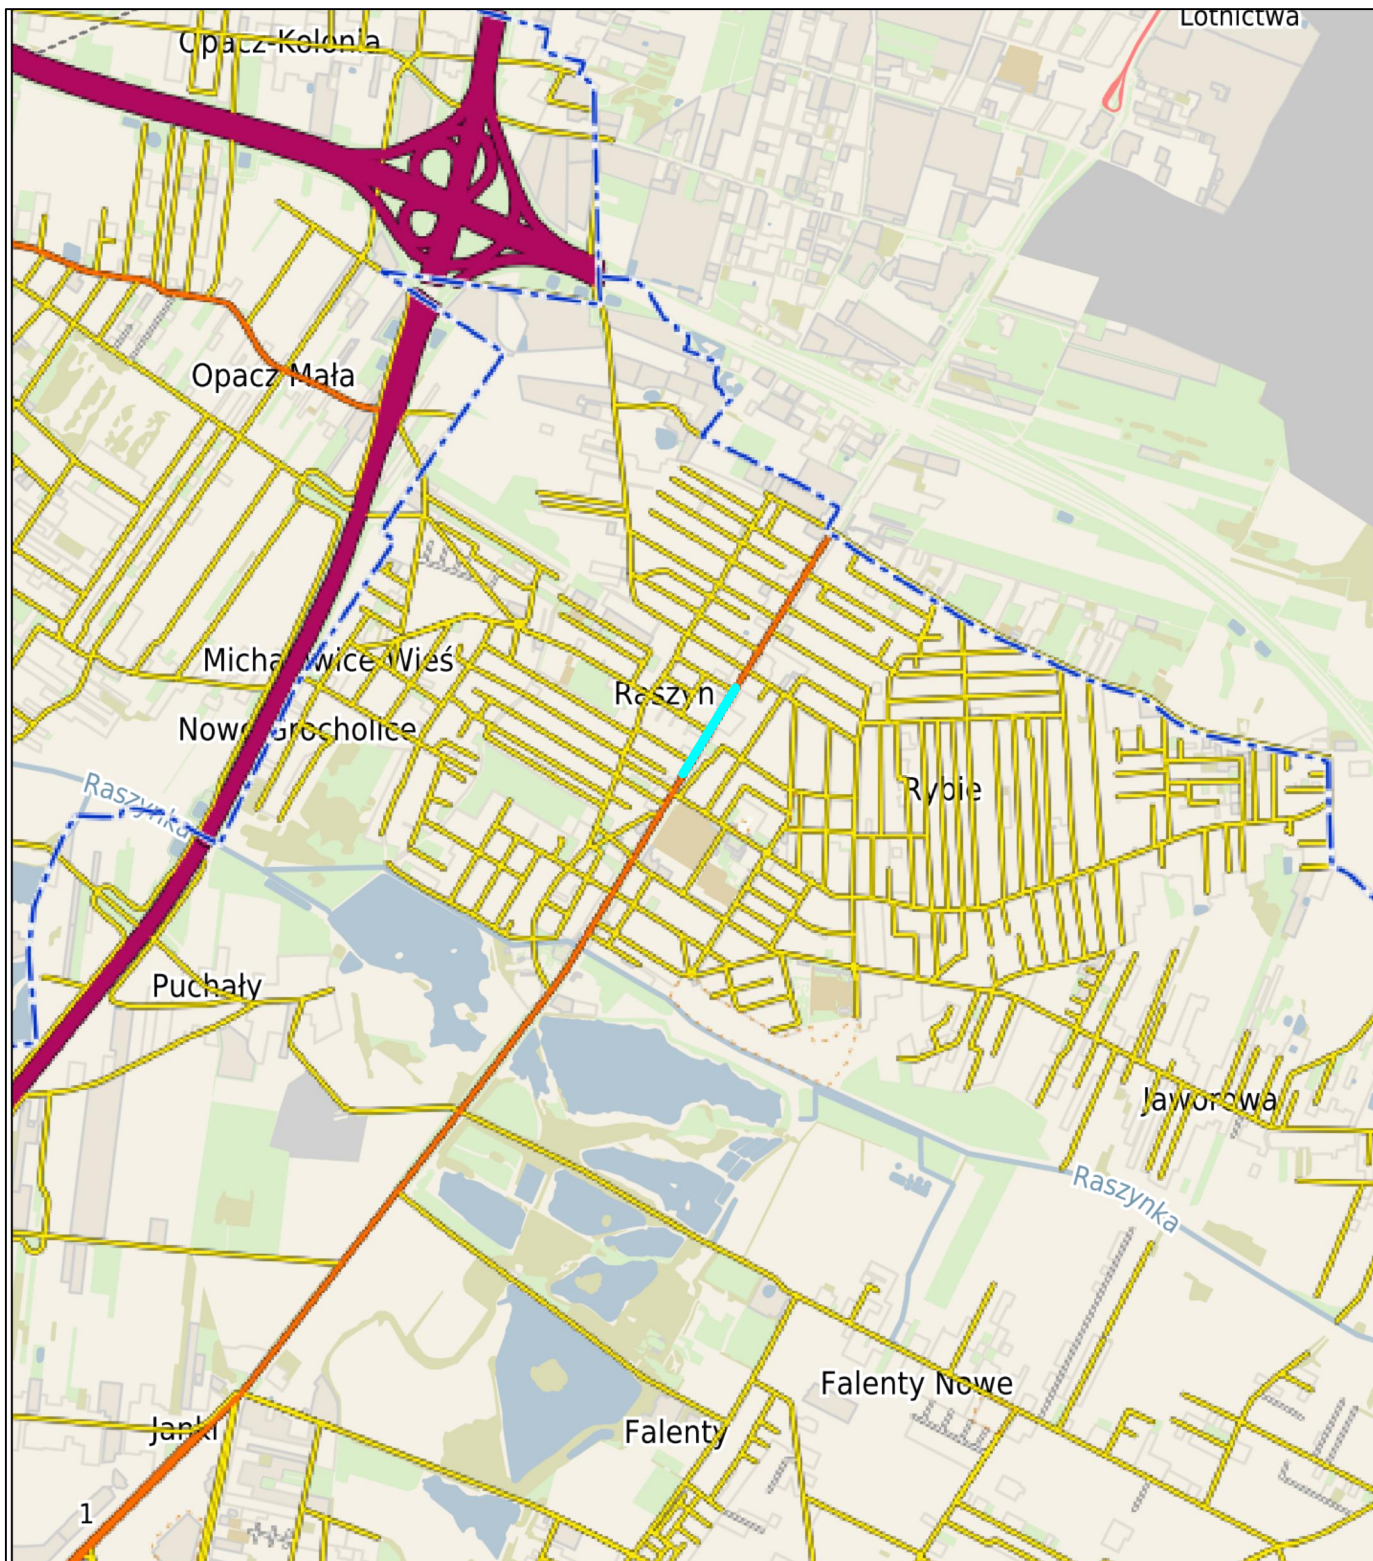 Lotnictwa
Opacz-Kolonia
Opacz Mała
Michałowice-Wieś
Raszyn
Nowe Grocholice
Raszynka
Rybie
Puchały
Jaworowa
Raszynka
Falenty Nowe
Janki
Falenty
1